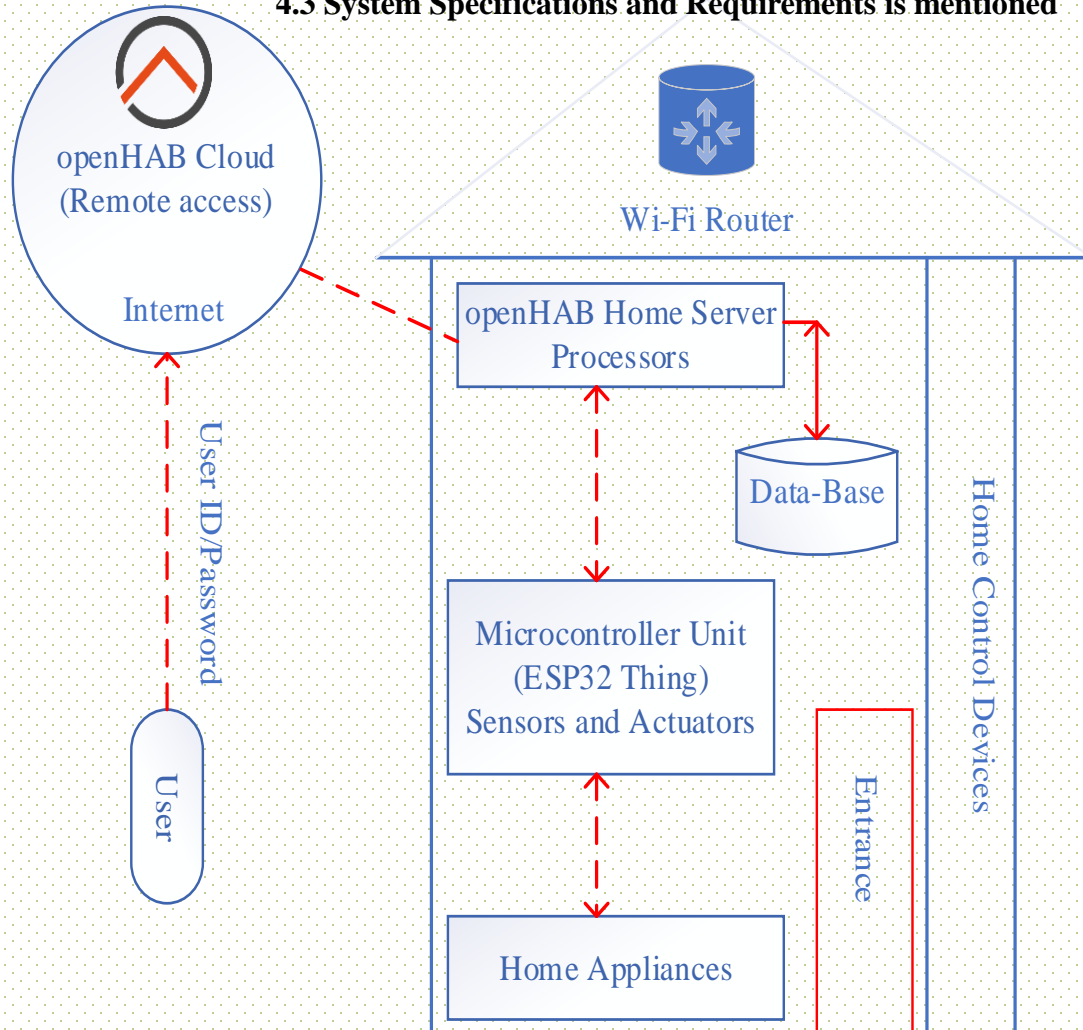 4.3 System Specifications and Requirements is mentioned
openHAB Cloud
(Remote access)
Internet
Wi-Fi Router
openHAB Home Server
Processors
Data-Base
User ID/Password
Microcontroller Unit
(ESP32 Thing)
Sensors and Actuators
Home Control Devices
User
Entrance
Home Appliances